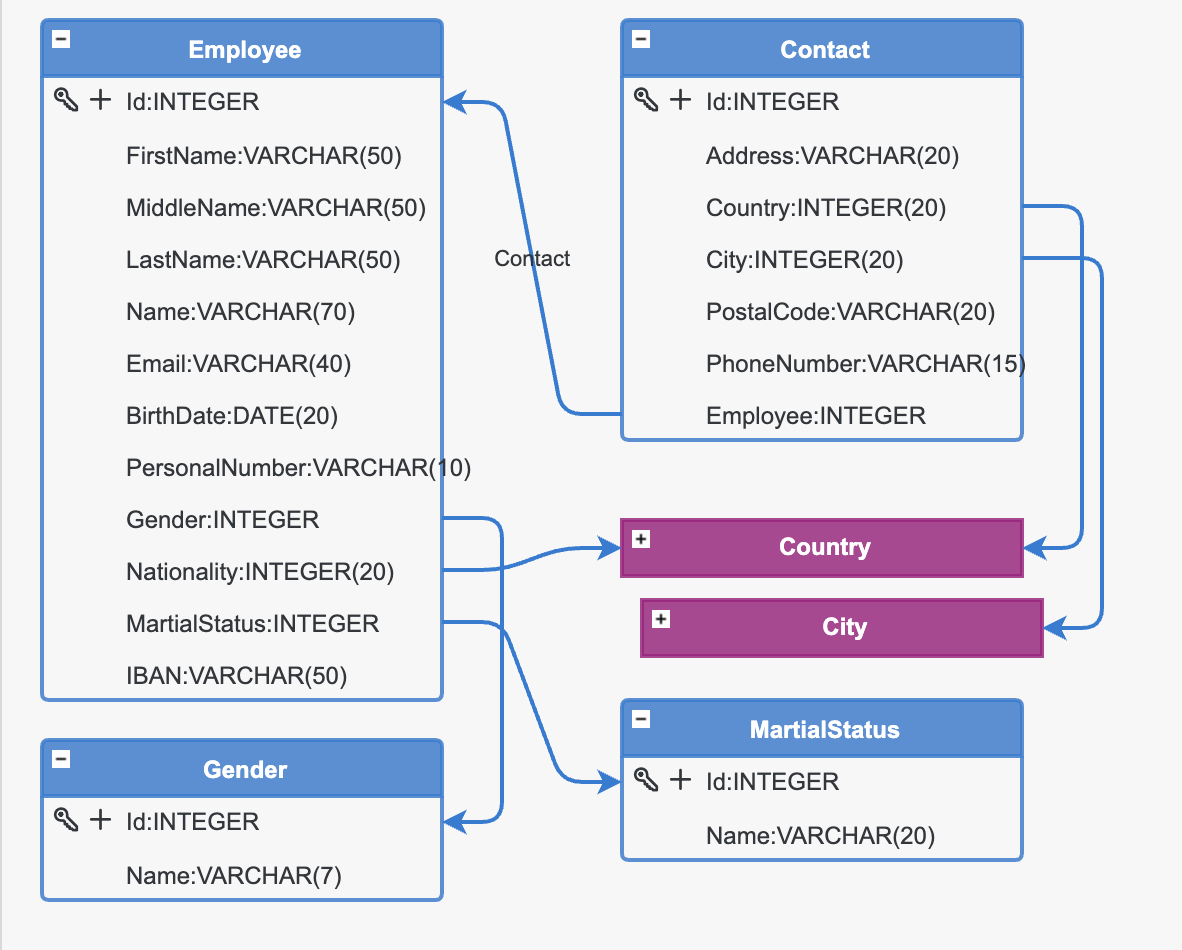 Employee
Id:INTEGER
FirstName:VARCHAR(50)
MiddleName:VARCHAR(50)
LastName:VARCHAR(50)
Name:VARCHAR(70)
Email:VARCHAR(40)
BirthDate:DATE(20)
PersonalNumber:VARCHAR(10)
Gender:INTEGER
Nationality:INTEGER(20)
MartialStatus:INTEGER
IBAN:VARCHAR(50)
Contact
Contact
Id:INTEGER
Address:VARCHAR(20)
Country:INTEGER(20)
City:INTEGER(20)
PostalCode:VARCHAR(20)
PhoneNumber:VARCHAR(15)
Employee:INTEGER
Country
City
Gender
Id:INTEGER
Name:VARCHAR(7)
MartialStatus
Id:INTEGER
Name:VARCHAR(20)